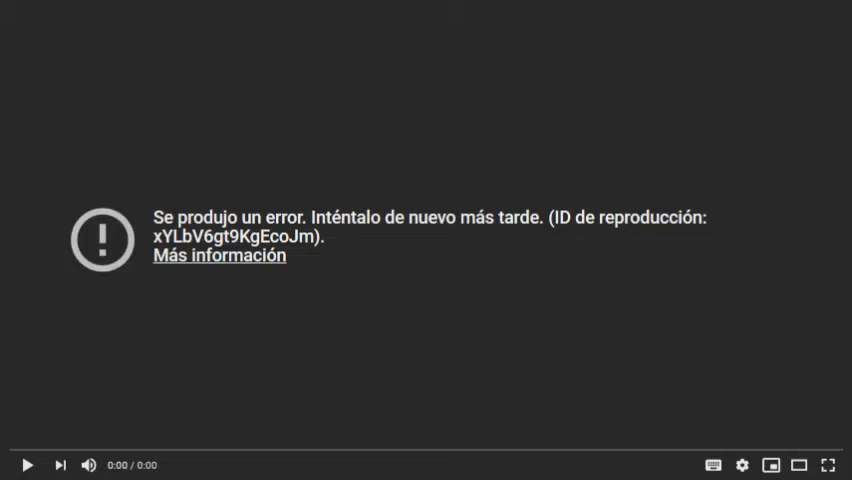 Se produjo un error. Inténtalo de nuevo más tarde. (ID de reproducción:
xYLbV6gt9KgEcoJm).
Más información
0:00 / 0:00